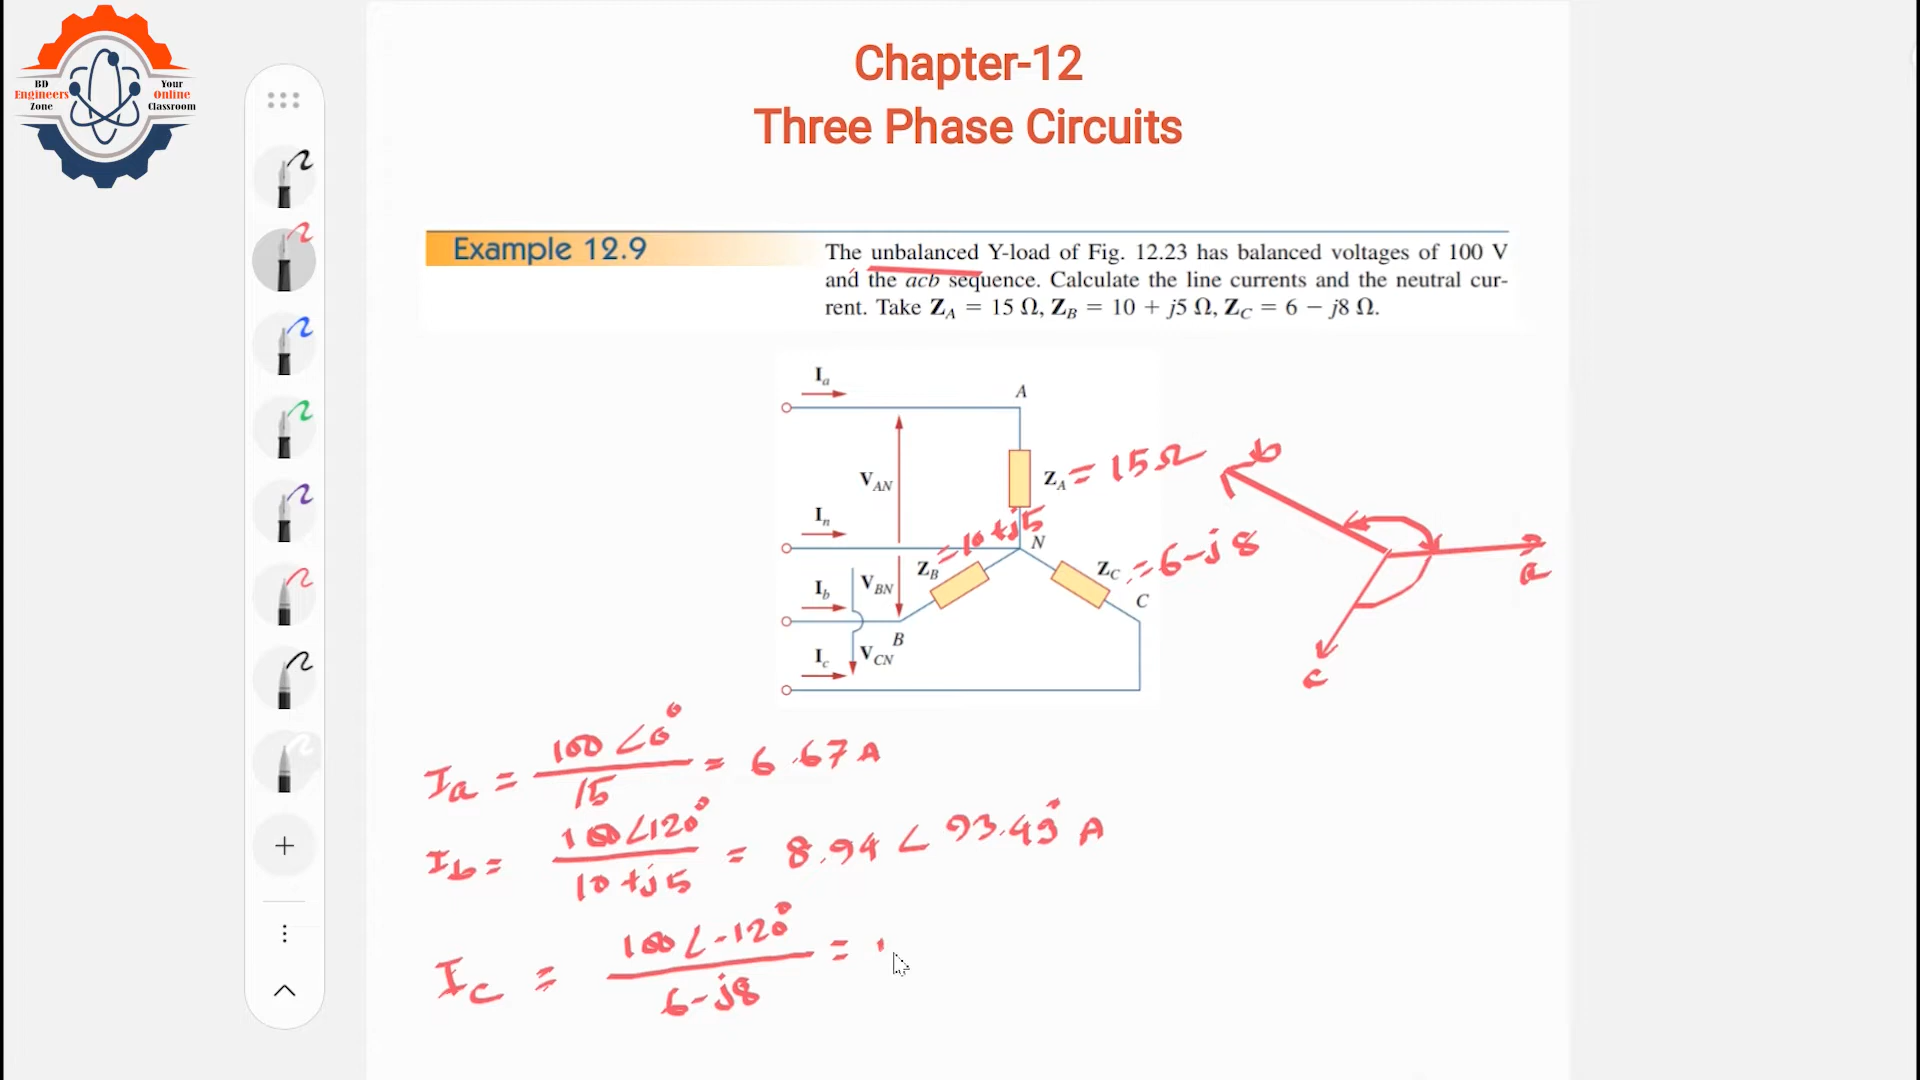 BD
Engineers
Zone
Your
Online
Classroom
Chapter-12
Three Phase Circuits
Example 12.9
The unbalanced Y-load of Fig. 12.23 has balanced voltages of 100 V
and the acb sequence. Calculate the line currents and the neutral cur-
rent. Take Z_A = 15 Ω, Z_B = 10 + j5 Ω, Z_C = 6 − j8 Ω.
I_a
A
V_AN
Z_A = 15Ω
b
I_n
N
a
Z_B = 10+j5
Z_C = 6-j8
I_b
V_BN
C
B
I_c
V_CN
c
I_a = 100∠0° / 15 = 6.67 A
I_b = 100∠120° / 10+j5 = 8.94 ∠ 93.43° A
I_c = 100∠-120° / 6-j8 =